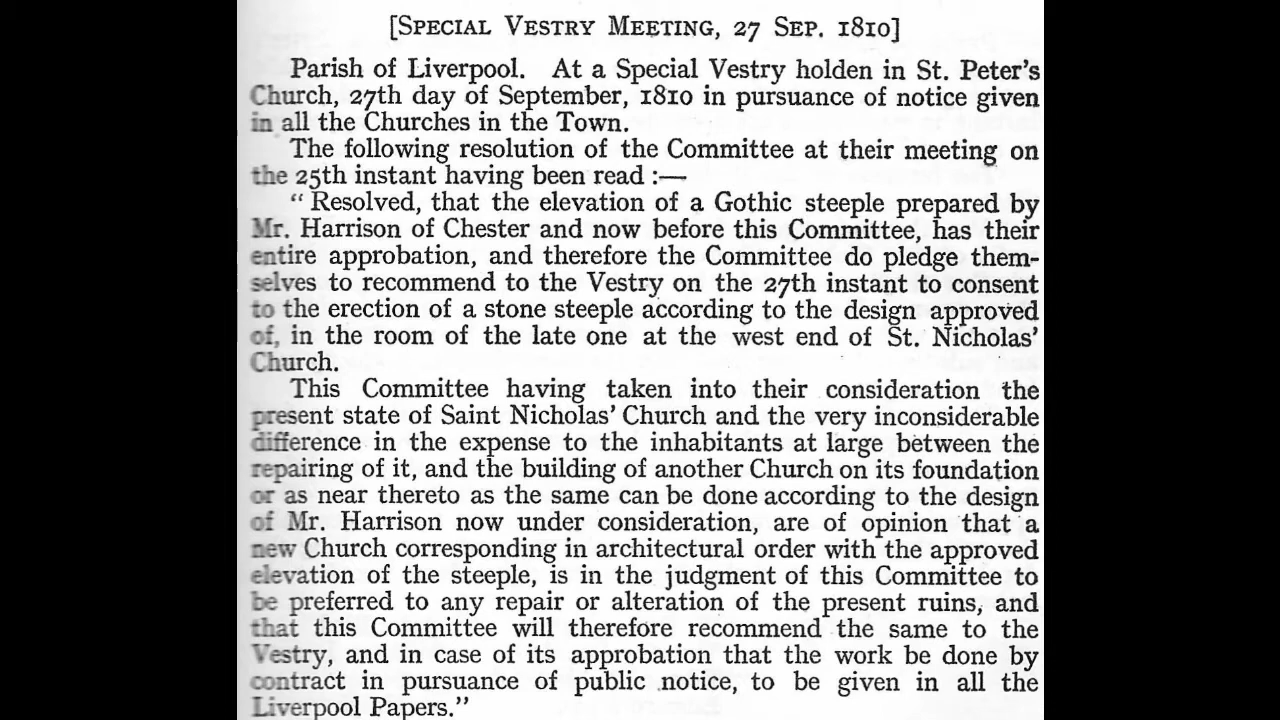 [SPECIAL VESTRY MEETING, 27 SEP. 1810]
Parish of Liverpool. At a Special Vestry holden in St. Peter's
Church, 27th day of September, 1810 in pursuance of notice given
in all the Churches in the Town.
The following resolution of the Committee at their meeting on
the 25th instant having been read :—
“ Resolved, that the elevation of a Gothic steeple prepared by
Mr. Harrison of Chester and now before this Committee, has their
entire approbation, and therefore the Committee do pledge them-
selves to recommend to the Vestry on the 27th instant to consent
to the erection of a stone steeple according to the design approved
of, in the room of the late one at the west end of St. Nicholas'
Church.
This Committee having taken into their consideration the
present state of Saint Nicholas' Church and the very inconsiderable
difference in the expense to the inhabitants at large between the
repairing of it, and the building of another Church on its foundation
or as near thereto as the same can be done according to the design
of Mr. Harrison now under consideration, are of opinion that a
new Church corresponding in architectural order with the approved
elevation of the steeple, is in the judgment of this Committee to
be preferred to any repair or alteration of the present ruins, and
that this Committee will therefore recommend the same to the
Vestry, and in case of its approbation that the work be done by
contract in pursuance of public notice, to be given in all the
Liverpool Papers.”